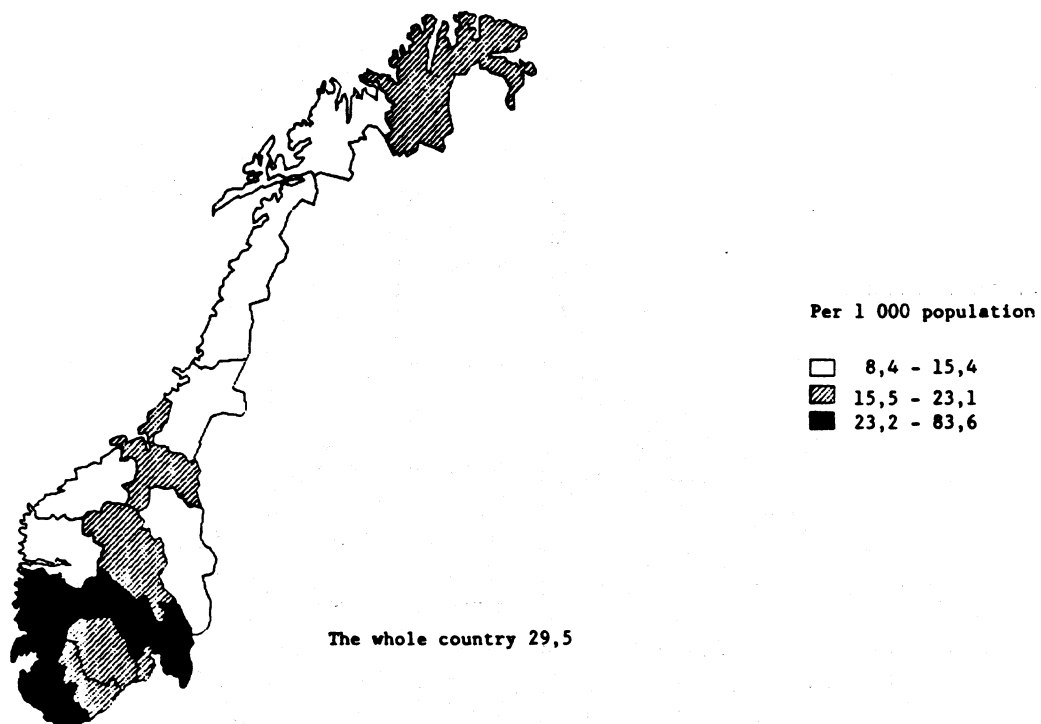 Per 1 000 population
8,4 - 15,4
15,5 - 23,1
23,2 - 83,6
The whole country 29,5